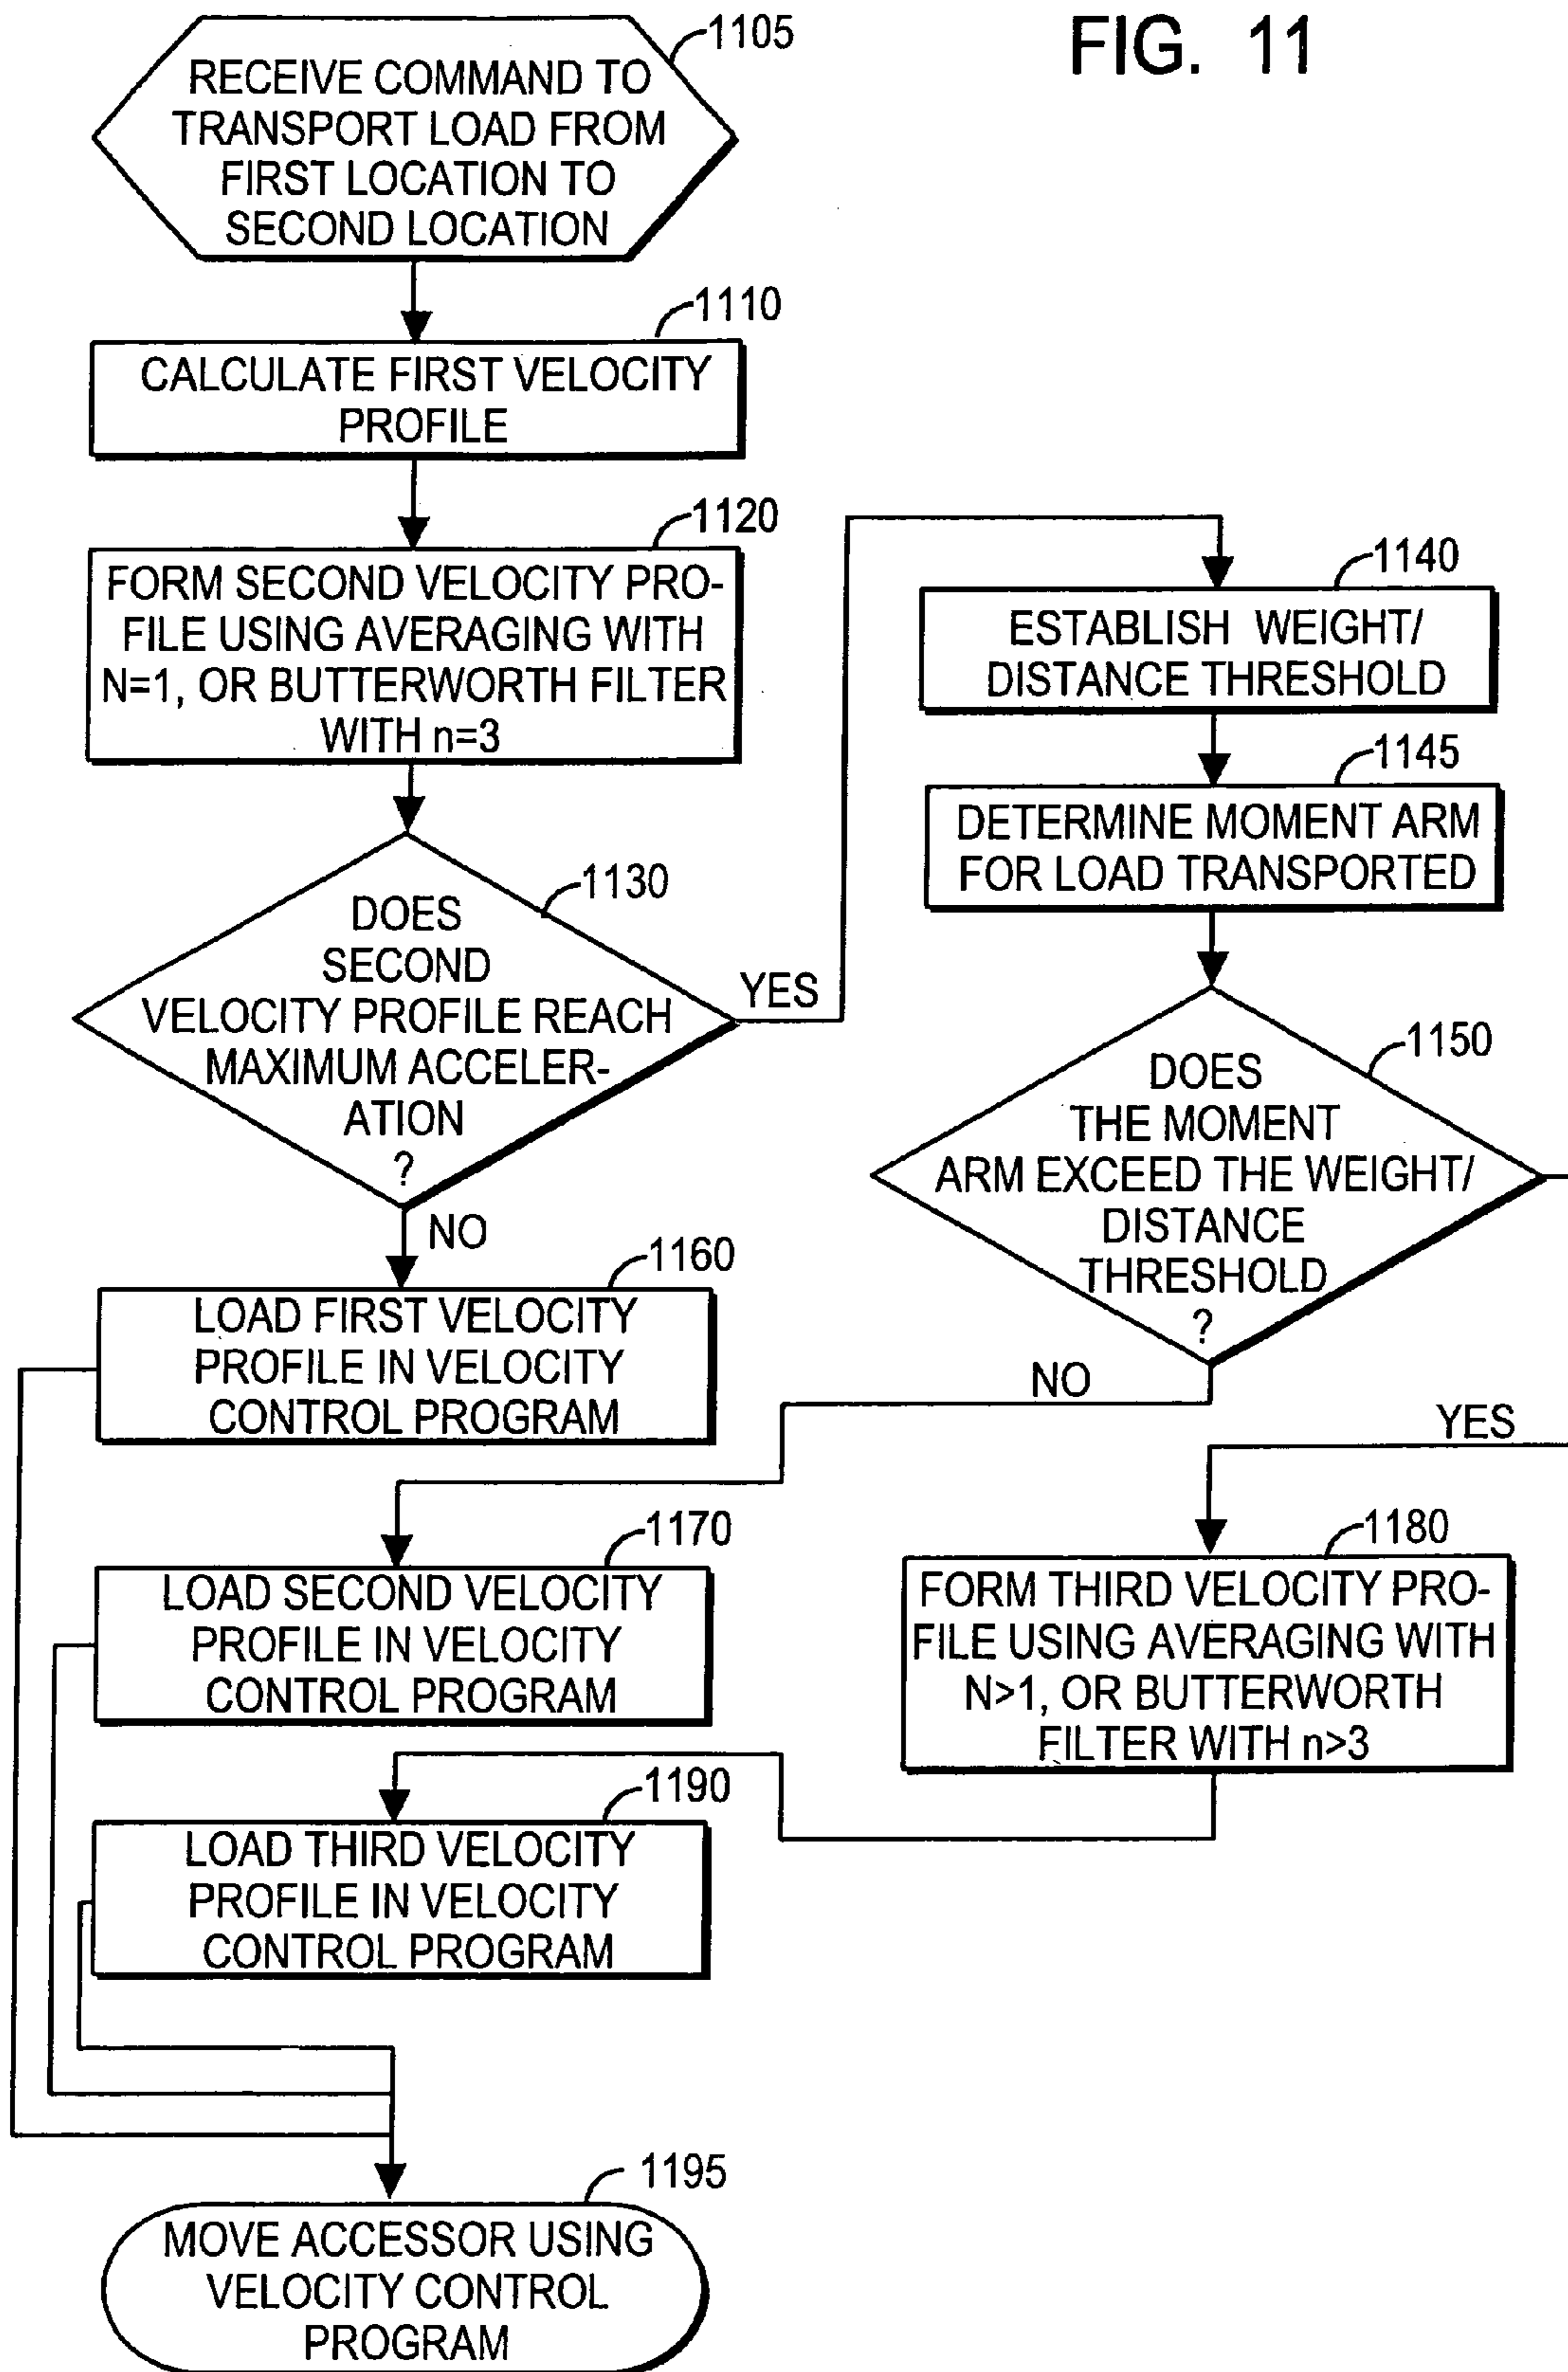 FIG. 11
1105
RECEIVE COMMAND TO
TRANSPORT LOAD FROM
FIRST LOCATION TO
SECOND LOCATION
1110
CALCULATE FIRST VELOCITY
PROFILE
1120
FORM SECOND VELOCITY PRO-
FILE USING AVERAGING WITH
N=1, OR BUTTERWORTH FILTER
WITH n=3
1130
DOES
SECOND
VELOCITY PROFILE REACH
MAXIMUM ACCELER-
ATION
?
YES
NO
1140
ESTABLISH WEIGHT/
DISTANCE THRESHOLD
1145
DETERMINE MOMENT ARM
FOR LOAD TRANSPORTED
1150
DOES
THE MOMENT
ARM EXCEED THE WEIGHT/
DISTANCE
THRESHOLD
?
NO
YES
1160
LOAD FIRST VELOCITY
PROFILE IN VELOCITY
CONTROL PROGRAM
1170
LOAD SECOND VELOCITY
PROFILE IN VELOCITY
CONTROL PROGRAM
1180
FORM THIRD VELOCITY PRO-
FILE USING AVERAGING WITH
N>1, OR BUTTERWORTH
FILTER WITH n>3
1190
LOAD THIRD VELOCITY
PROFILE IN VELOCITY
CONTROL PROGRAM
1195
MOVE ACCESSOR USING
VELOCITY CONTROL
PROGRAM